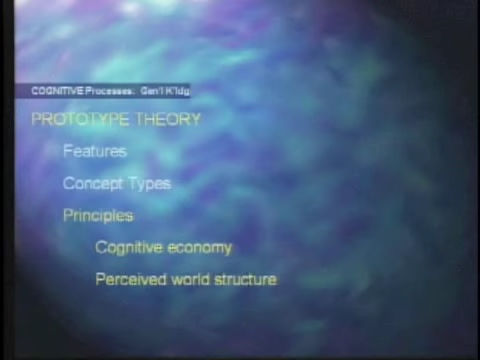 COGNITIVE Processes: Gen'l K'ldg
PROTOTYPE THEORY
Features
Concept Types
Principles
Cognitive economy
Perceived world structure